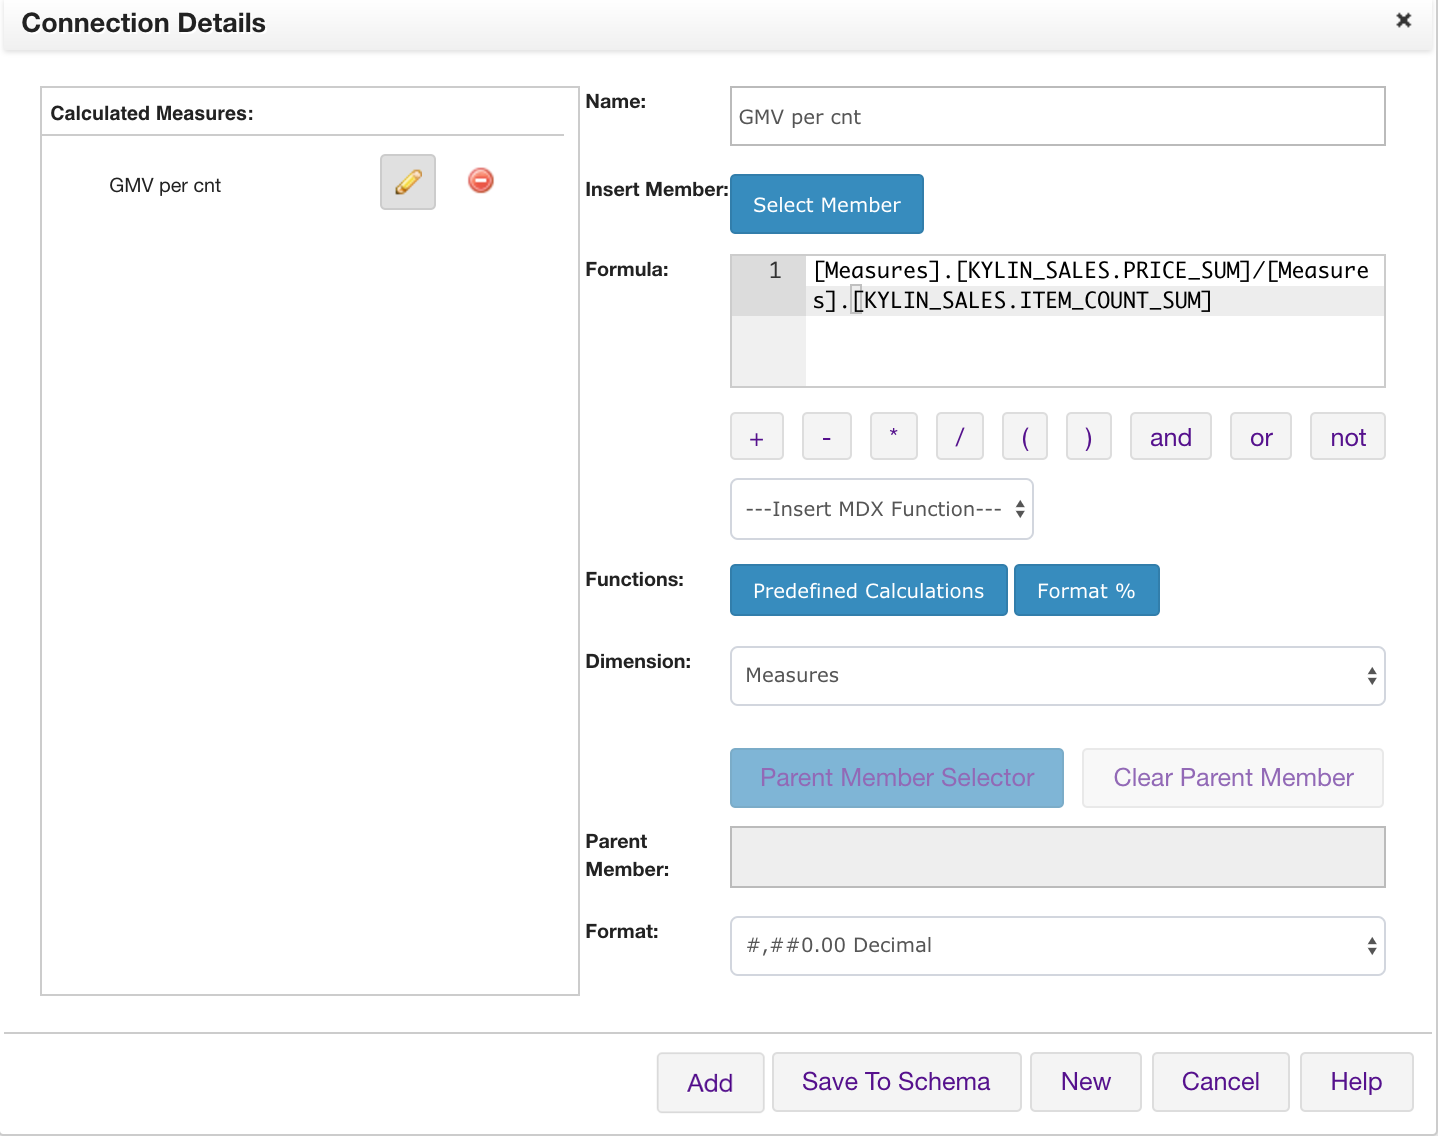 Connection Details
Calculated Measures:
GMV per cnt
Name:
GMV per cnt
Insert Member:
Select Member
Formula:
1
[Measures].[KYLIN_SALES.PRICE_SUM]/[Measure
s].[KYLIN_SALES.ITEM_COUNT_SUM]
+ - * / ( ) and or not
---Insert MDX Function---
Functions:
Predefined Calculations
Format %
Dimension:
Measures
Parent Member Selector
Clear Parent Member
Parent
Member:
Format:
#,##0.00 Decimal
Add
Save To Schema
New
Cancel
Help